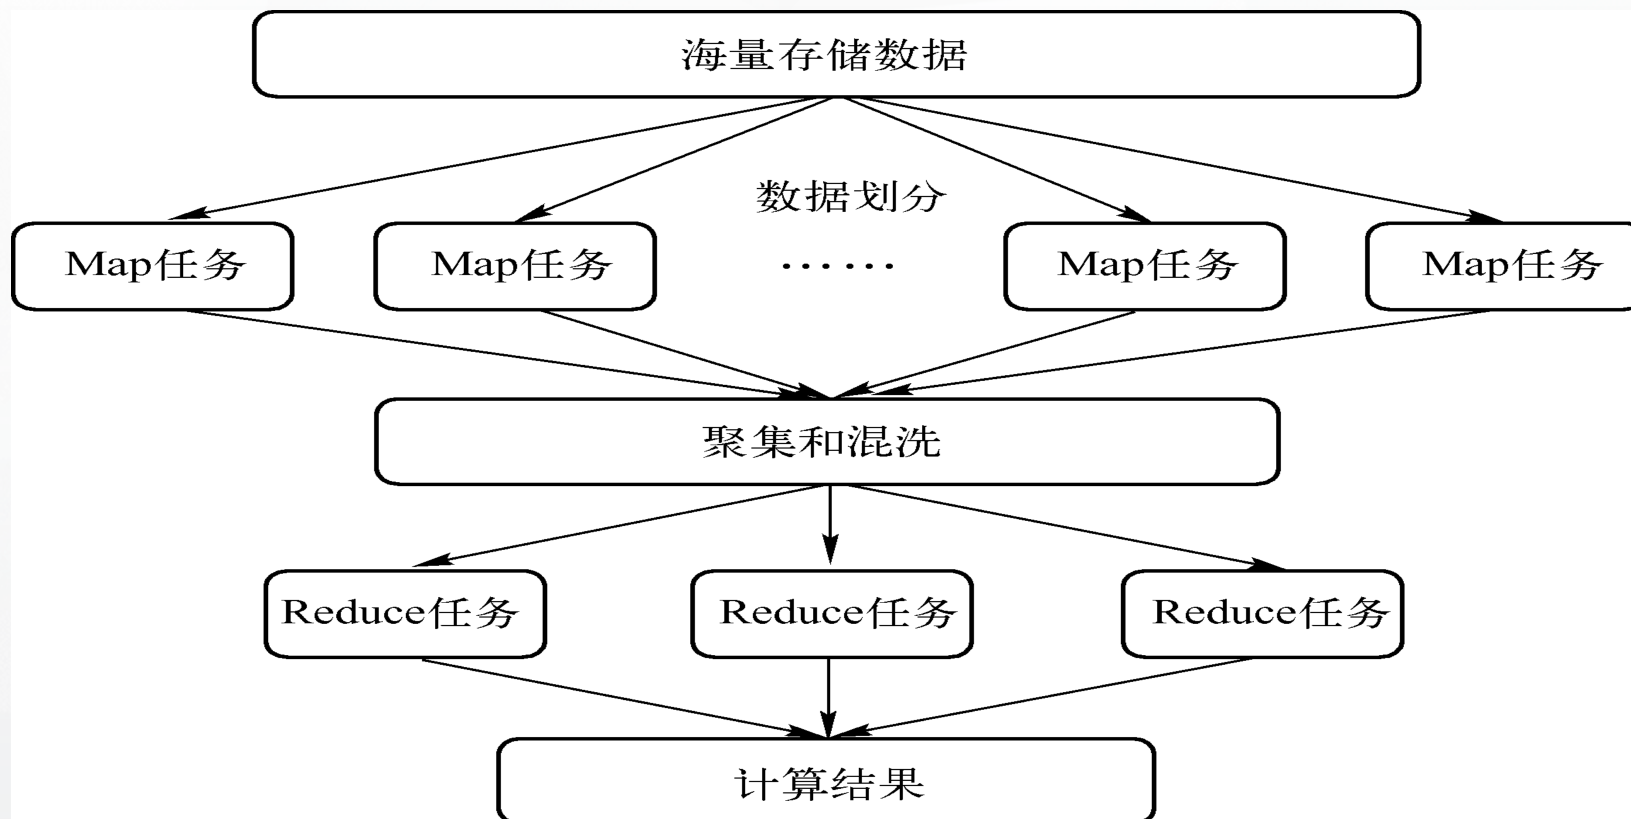 海量存储数据
数据划分
Map任务
Map任务
……
Map任务
Map任务
聚集和混洗
Reduce任务
Reduce任务
Reduce任务
计算结果